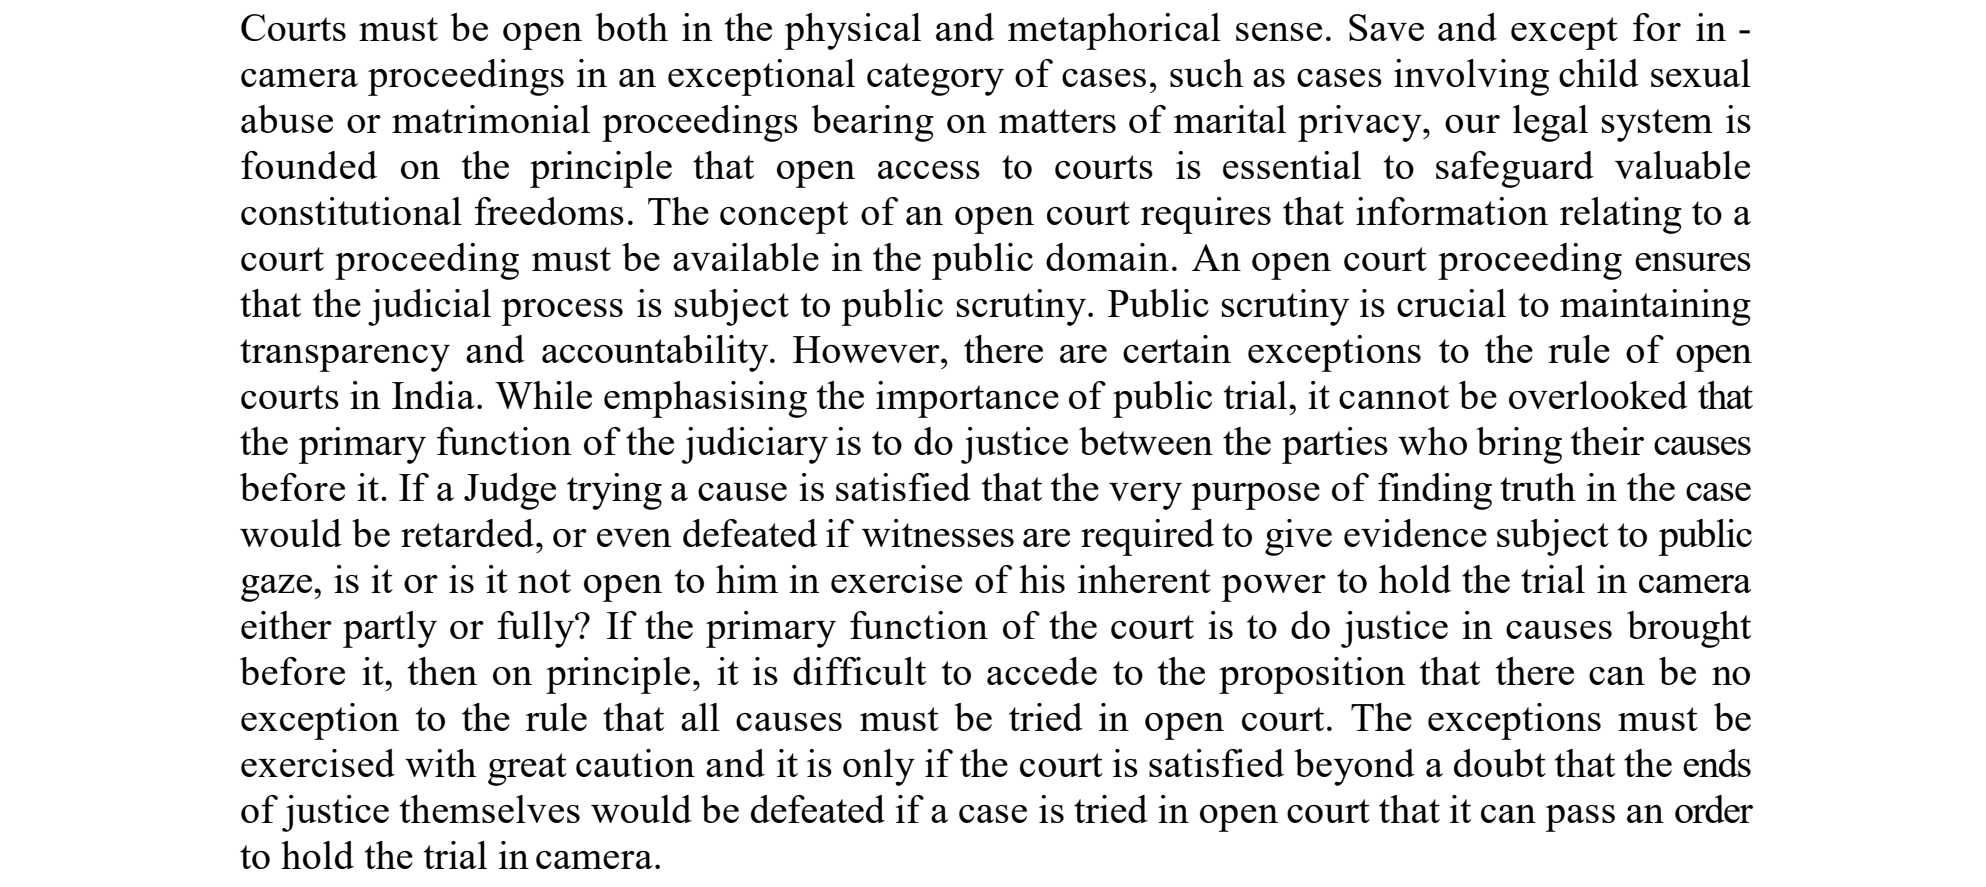 Courts must be open both in the physical and metaphorical sense. Save and except for in -
camera proceedings in an exceptional category of cases, such as cases involving child sexual
abuse or matrimonial proceedings bearing on matters of marital privacy, our legal system is
founded on the principle that open access to courts is essential to safeguard valuable
constitutional freedoms. The concept of an open court requires that information relating to a
court proceeding must be available in the public domain. An open court proceeding ensures
that the judicial process is subject to public scrutiny. Public scrutiny is crucial to maintaining
transparency and accountability. However, there are certain exceptions to the rule of open
courts in India. While emphasising the importance of public trial, it cannot be overlooked that
the primary function of the judiciary is to do justice between the parties who bring their causes
before it. If a Judge trying a cause is satisfied that the very purpose of finding truth in the case
would be retarded, or even defeated if witnesses are required to give evidence subject to public
gaze, is it or is it not open to him in exercise of his inherent power to hold the trial in camera
either partly or fully? If the primary function of the court is to do justice in causes brought
before it, then on principle, it is difficult to accede to the proposition that there can be no
exception to the rule that all causes must be tried in open court. The exceptions must be
exercised with great caution and it is only if the court is satisfied beyond a doubt that the ends
of justice themselves would be defeated if a case is tried in open court that it can pass an order
to hold the trial in camera.